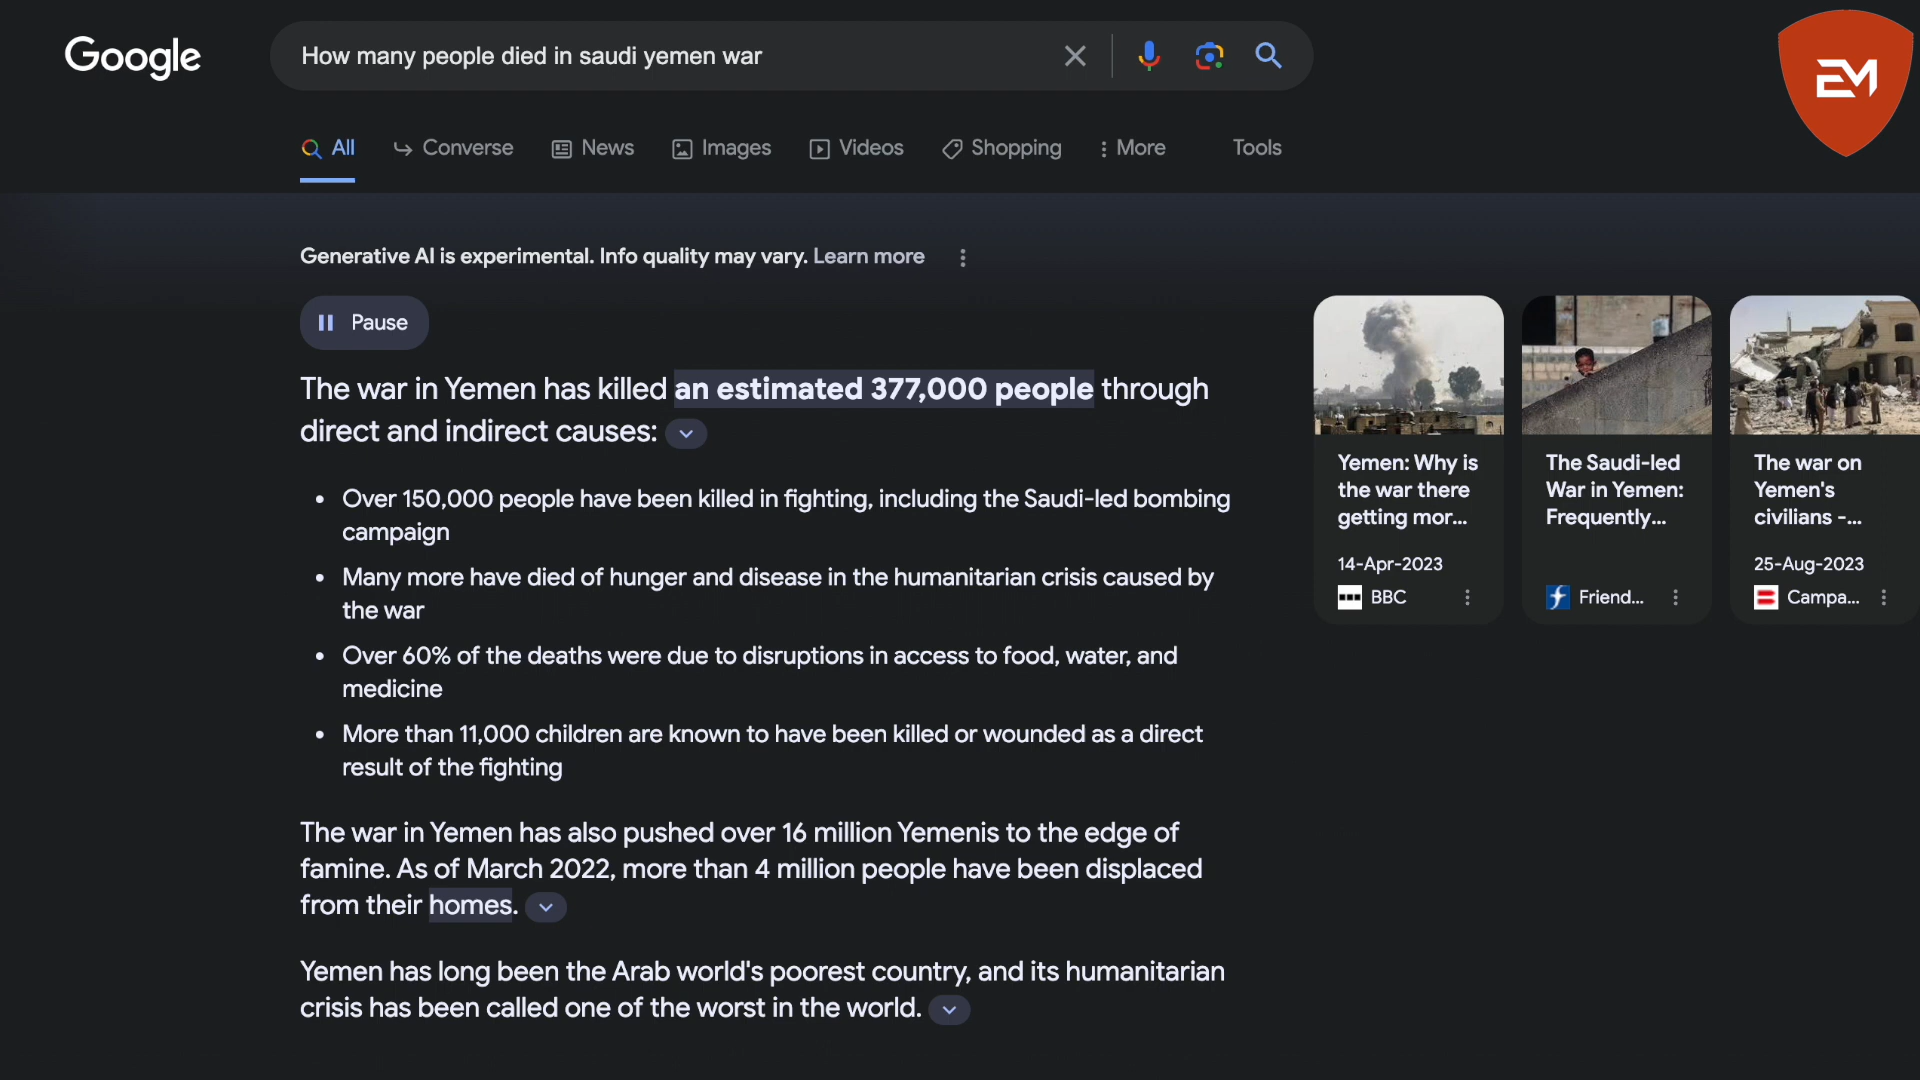 Google
How many people died in saudi yemen war
EM
All
Converse
News
Images
Videos
Shopping
More
Tools
Generative AI is experimental. Info quality may vary. Learn more
Pause
The war in Yemen has killed an estimated 377,000 people through
direct and indirect causes:
• Over 150,000 people have been killed in fighting, including the Saudi-led bombing
campaign
• Many more have died of hunger and disease in the humanitarian crisis caused by
the war
• Over 60% of the deaths were due to disruptions in access to food, water, and
medicine
• More than 11,000 children are known to have been killed or wounded as a direct
result of the fighting
The war in Yemen has also pushed over 16 million Yemenis to the edge of
famine. As of March 2022, more than 4 million people have been displaced
from their homes.
Yemen has long been the Arab world's poorest country, and its humanitarian
crisis has been called one of the worst in the world.
Yemen: Why is
the war there
getting mor...
14-Apr-2023
BBC
The Saudi-led
War in Yemen:
Frequently...
Friend...
The war on
Yemen's
civilians -...
25-Aug-2023
Campa...